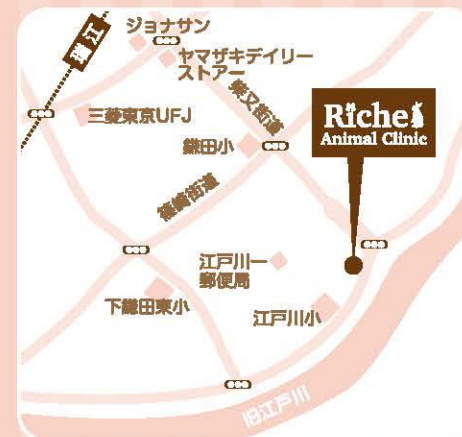 ジョナサン
瑞江
ヤマザキデイリー
ストアー
柴又街道
三菱東京UFJ
Riche
Animal Clinic
鎌田小
篠崎街道
江戸川一
郵便局
下鎌田東小
江戸川小
旧江戸川